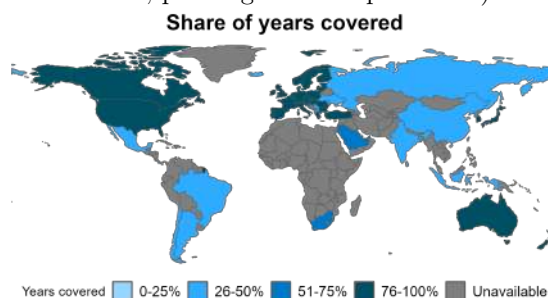 Share of years covered
Years covered 0-25% 26-50% 51-75% 76-100% Unavailable